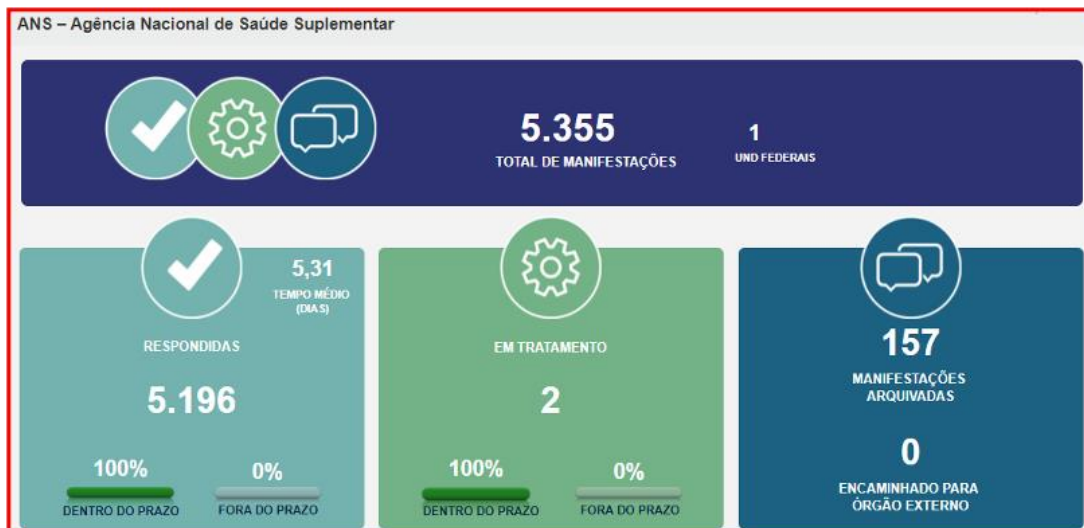 ANS – Agência Nacional de Saúde Suplementar
5.355
TOTAL DE MANIFESTAÇÕES
1
UND FEDERAIS
5,31
TEMPO MÉDIO
(DIAS)
RESPONDIDAS
5.196
100%
DENTRO DO PRAZO
0%
FORA DO PRAZO
EM TRATAMENTO
2
100%
DENTRO DO PRAZO
0%
FORA DO PRAZO
157
MANIFESTAÇÕES
ARQUIVADAS
0
ENCAMINHADO PARA
ÓRGÃO EXTERNO